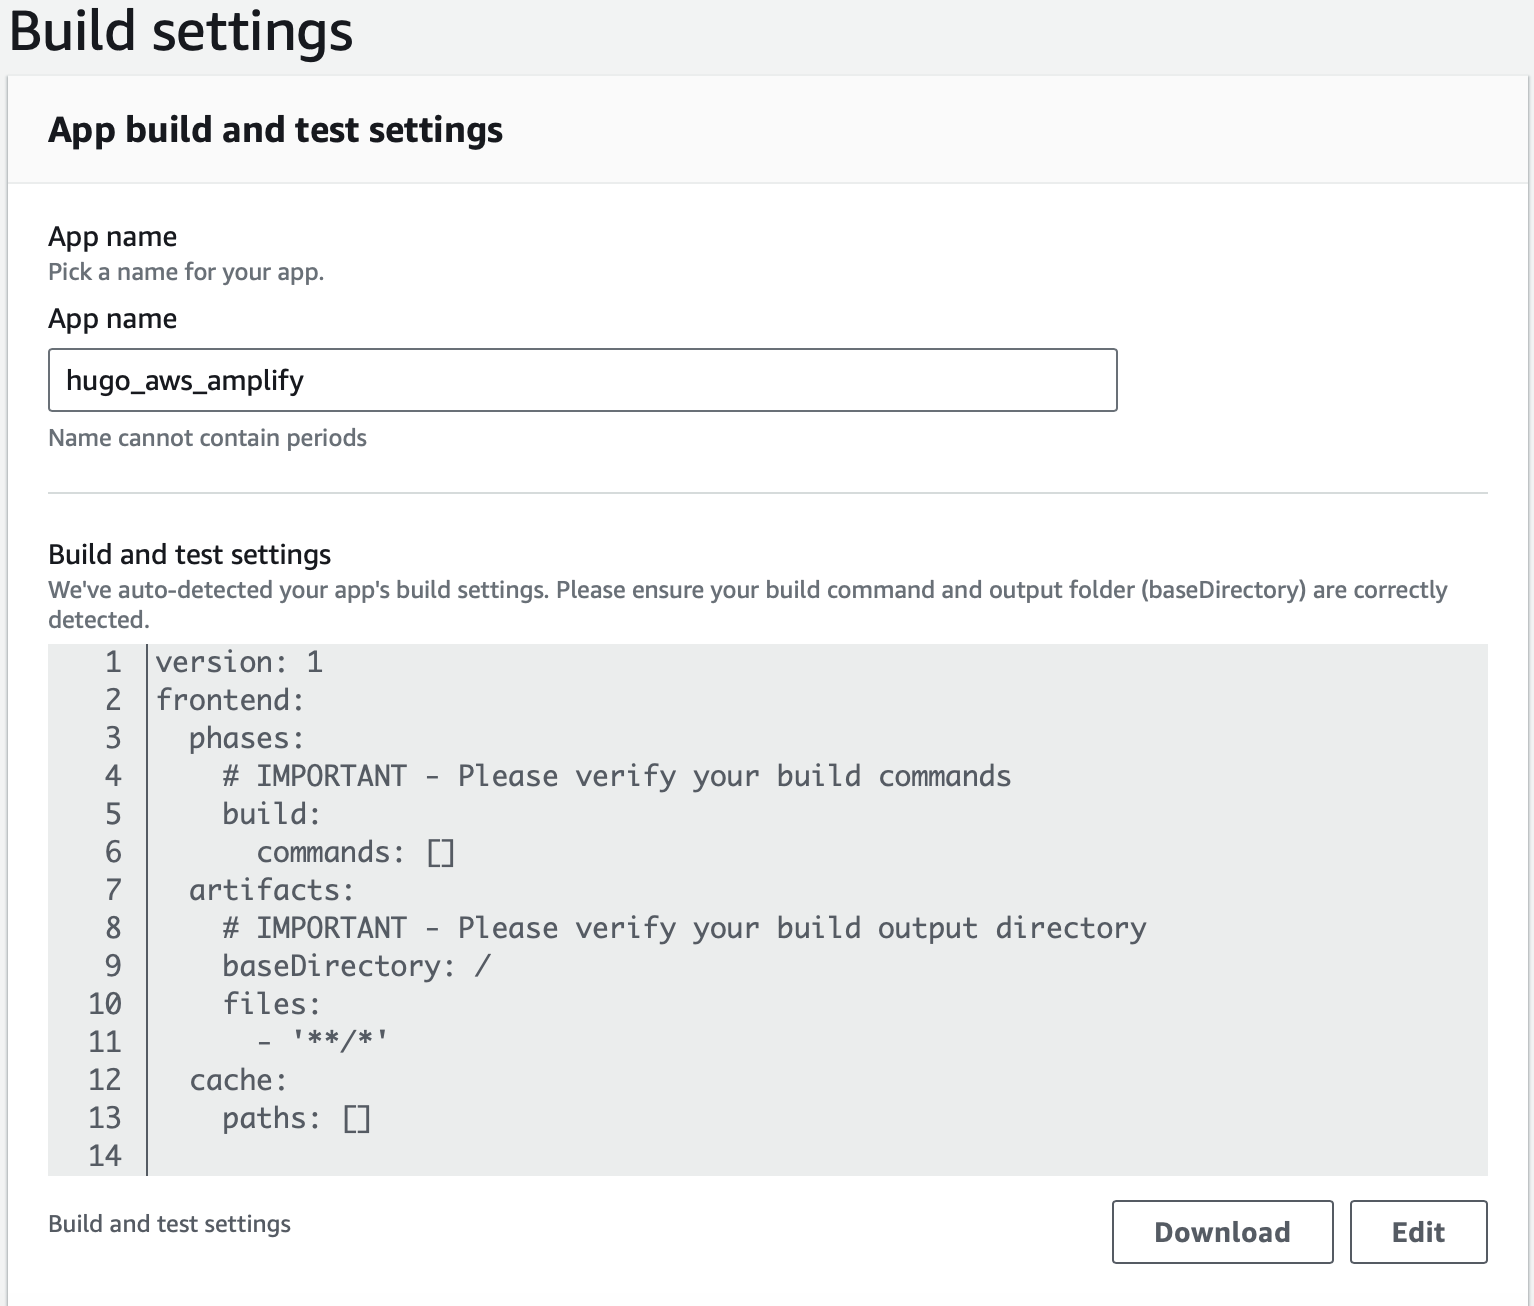 Build settings
App build and test settings
App name
Pick a name for your app.
App name
hugo_aws_amplify
Name cannot contain periods
Build and test settings
We've auto-detected your app's build settings. Please ensure your build command and output folder (baseDirectory) are correctly
detected.
1 version: 1
2 frontend:
3   phases:
4     # IMPORTANT - Please verify your build commands
5     build:
6       commands: []
7   artifacts:
8     # IMPORTANT - Please verify your build output directory
9     baseDirectory: /
10     files:
11       - '**/*'
12   cache:
13     paths: []
14
Build and test settings
Download Edit